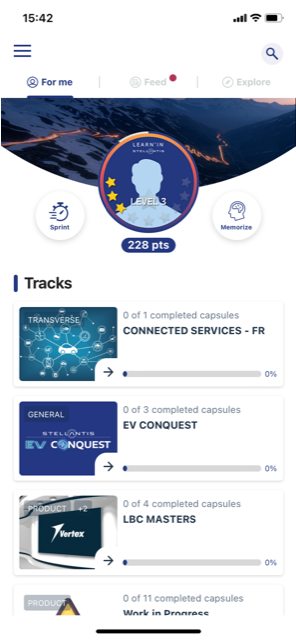 15:42
For me
Feed
Explore
LEARN'IN
STELLANTIS
LEVEL 3
Sprint
Memorize
228 pts
Tracks
TRANSVERSE
0 of 1 completed capsules
CONNECTED SERVICES - FR
0%
GENERAL
STELLANTIS
EV CONQUEST
0 of 3 completed capsules
EV CONQUEST
0%
PRODUCT
+2
Vertex
0 of 4 completed capsules
LBC MASTERS
0%
PRODUCT
0 of 11 completed capsules
Work in Progress